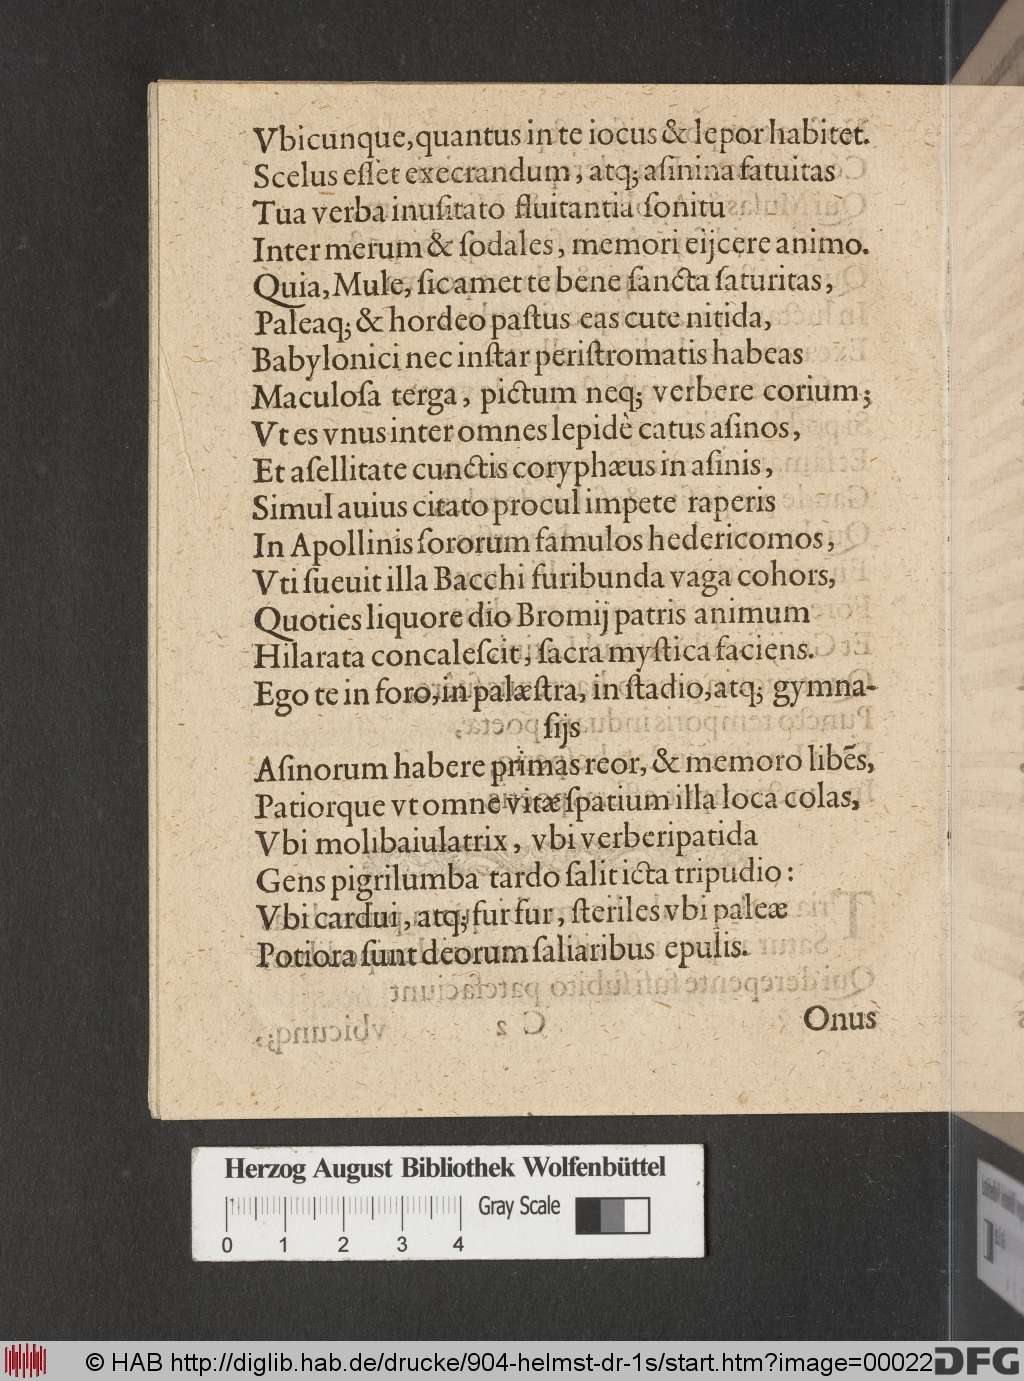 Vbicunque,quantus in te iocus & lepor habitet.
Scelus eſſet execrandum, atq; aſinina fatuitas
Tua verba inuſitato fluitantia ſonitu
Inter merum & ſodales, memori eijcere animo.
Quia, Mule, ſic amet te bene ſancta ſaturitas,
Paleaq; & hordeo paſtus eas cute nitida,
Babylonici nec inſtar periſtromatis habeas
Maculoſa terga, pictum neq; verbere corium;
Vt es vnus inter omnes lepidè catus aſinos,
Et aſellitate cunctis coryphæus in aſinis,
Simul auius citato procul impete raperis
In Apollinis ſororum famulos hedericomos,
Vti ſueuit illa Bacchi furibunda vaga cohors,
Quoties liquore dio Bromij patris animum
Hilarata concaleſcit, ſacra myſtica faciens.
Ego te in foro,in palæſtra, in ſtadio,atq; gymna-
ſijs
Aſinorum habere primas reor, & memoro libẽs,
Patiorque vt omne vitæ ſpatium illa loca colas,
Vbi molibaiulatrix, vbi verberipatida
Gens pigrilumba tardo ſalit icta tripudio:
Vbi cardui, atq; furfur, ſteriles vbi paleæ
Potiora ſunt deorum ſaliaribus epulis.
Onus
Herzog August Bibliothek Wolfenbüttel
Gray Scale
0 1 2 3 4
© HAB http://diglib.hab.de/drucke/904-helmst-dr-1s/start.htm?image=00022
DFG